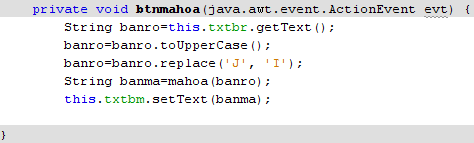 private void btnmahoa(java.awt.event.ActionEvent evt) {
String banro=this.txtbr.getText();
banro=banro.toUpperCase();
banro=banro.replace('J', 'I');
String banma=mahoa(banro);
this.txtbm.setText(banma);
}